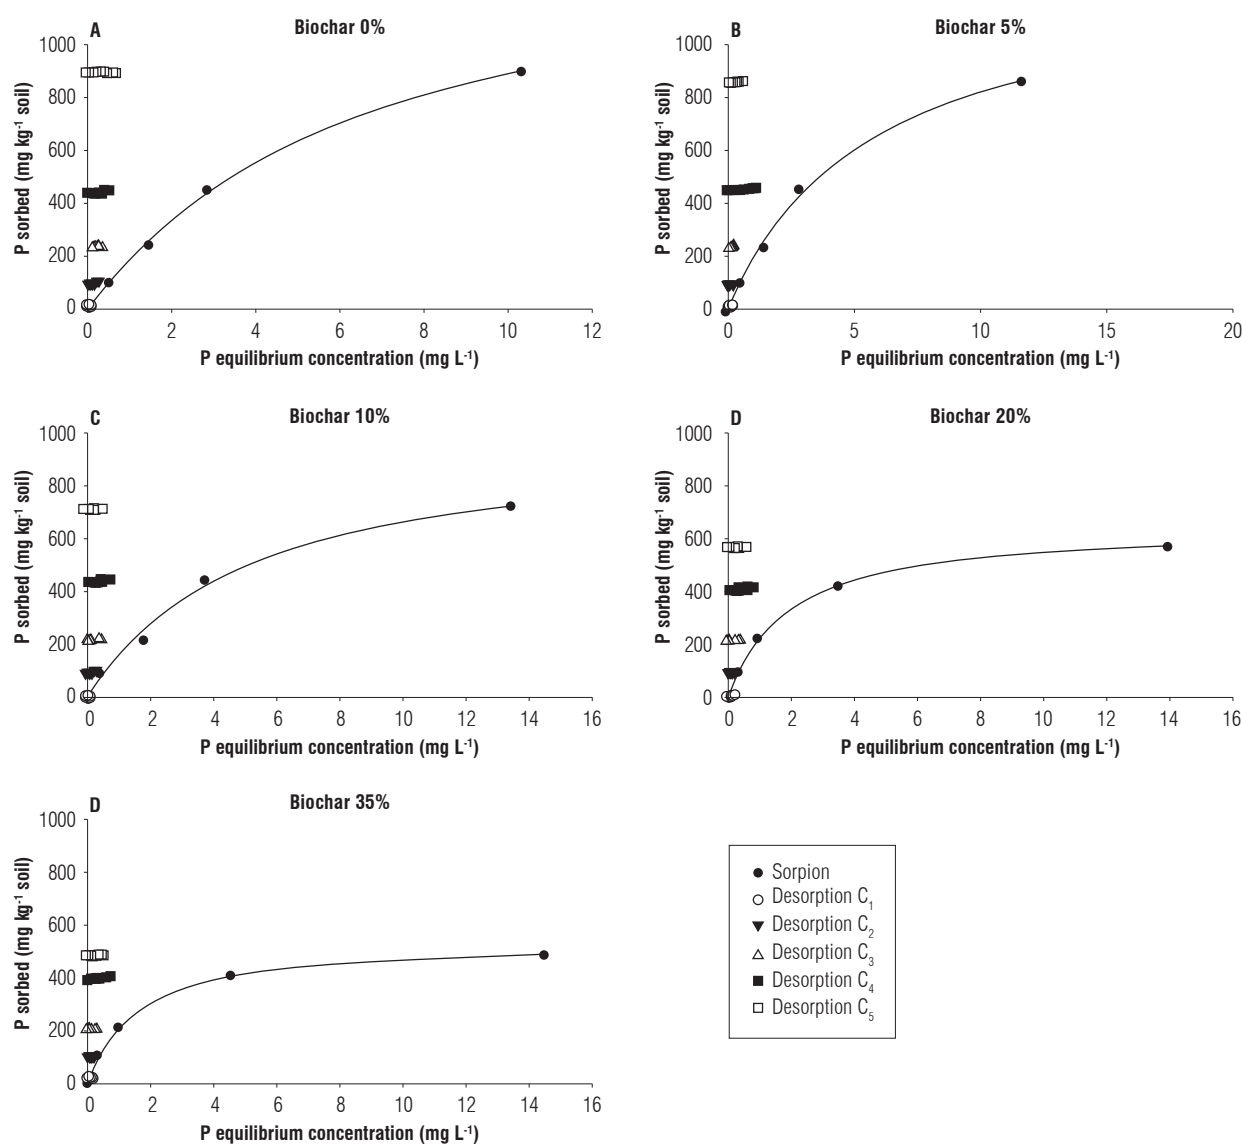 A
Biochar 0%
P sorbed (mg kg⁻¹ soil)
1000
800
600
400
200
0
0 2 4 6 8 10 12
P equilibrium concentration (mg L⁻¹)
B
Biochar 5%
P sorbed (mg kg⁻¹ soil)
1000
800
600
400
200
0
0 5 10 15 20
P equilibrium concentration (mg L⁻¹)
C
Biochar 10%
P sorbed (mg kg⁻¹ soil)
1000
800
600
400
200
0
0 2 4 6 8 10 12 14 16
P equilibrium concentration (mg L⁻¹)
D
Biochar 20%
P sorbed (mg kg⁻¹ soil)
1000
800
600
400
200
0
0 2 4 6 8 10 12 14 16
P equilibrium concentration (mg L⁻¹)
D
Biochar 35%
P sorbed (mg kg⁻¹ soil)
1000
800
600
400
200
0
0 2 4 6 8 10 12 14 16
P equilibrium concentration (mg L⁻¹)
Sorpion
Desorption C₁
Desorption C₂
Desorption C₃
Desorption C₄
Desorption C₅